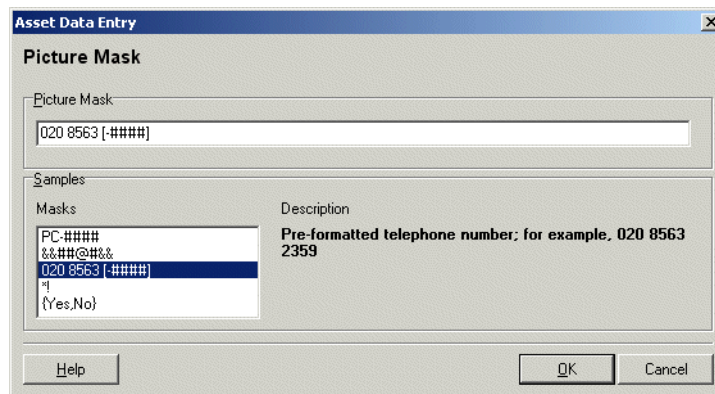 Asset Data Entry
Picture Mask
Picture Mask
020 8563 [-####]
Samples
Masks
Description
PC-####
&&##@#&&
020 8563 [-####]
*!
{Yes,No}
Pre-formatted telephone number; for example, 020 8563
2359
Help
OK
Cancel